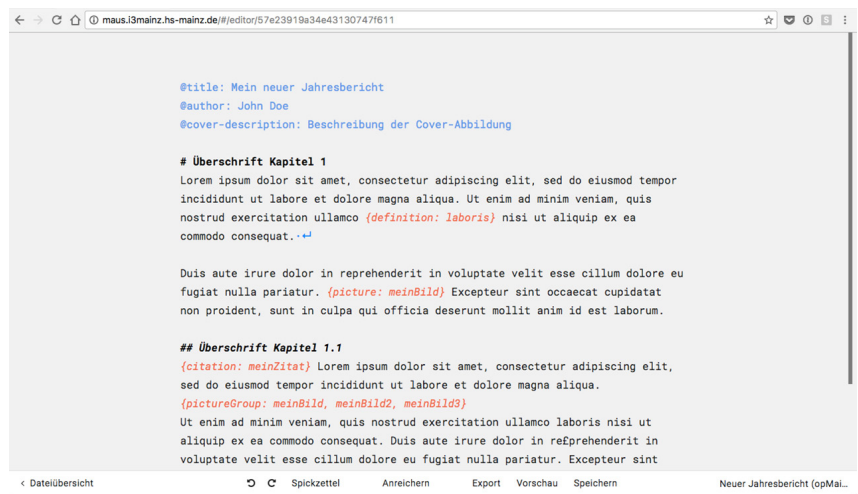 maus.i3mainz.hs-mainz.de/#/editor/57e23919a34e43130747f611
@title: Mein neuer Jahresbericht
@author: John Doe
@cover-description: Beschreibung der Cover-Abbildung
# Überschrift Kapitel 1
Lorem ipsum dolor sit amet, consectetur adipiscing elit, sed do eiusmod tempor
incididunt ut labore et dolore magna aliqua. Ut enim ad minim veniam, quis
nostrud exercitation ullamco {definition: laboris} nisi ut aliquip ex ea
commodo consequat.·↵
Duis aute irure dolor in reprehenderit in voluptate velit esse cillum dolore eu
fugiat nulla pariatur. {picture: meinBild} Excepteur sint occaecat cupidatat
non proident, sunt in culpa qui officia deserunt mollit anim id est laborum.
## Überschrift Kapitel 1.1
{citation: meinZitat} Lorem ipsum dolor sit amet, consectetur adipiscing elit,
sed do eiusmod tempor incididunt ut labore et dolore magna aliqua.
{pictureGroup: meinBild, meinBild2, meinBild3}
Ut enim ad minim veniam, quis nostrud exercitation ullamco laboris nisi ut
aliquip ex ea commodo consequat. Duis aute irure dolor in re£prehenderit in
voluptate velit esse cillum dolore eu fugiat nulla pariatur. Excepteur sint
‹ Dateiübersicht Spickzettel Anreichern Export Vorschau Speichern Neuer Jahresbericht (opMai...